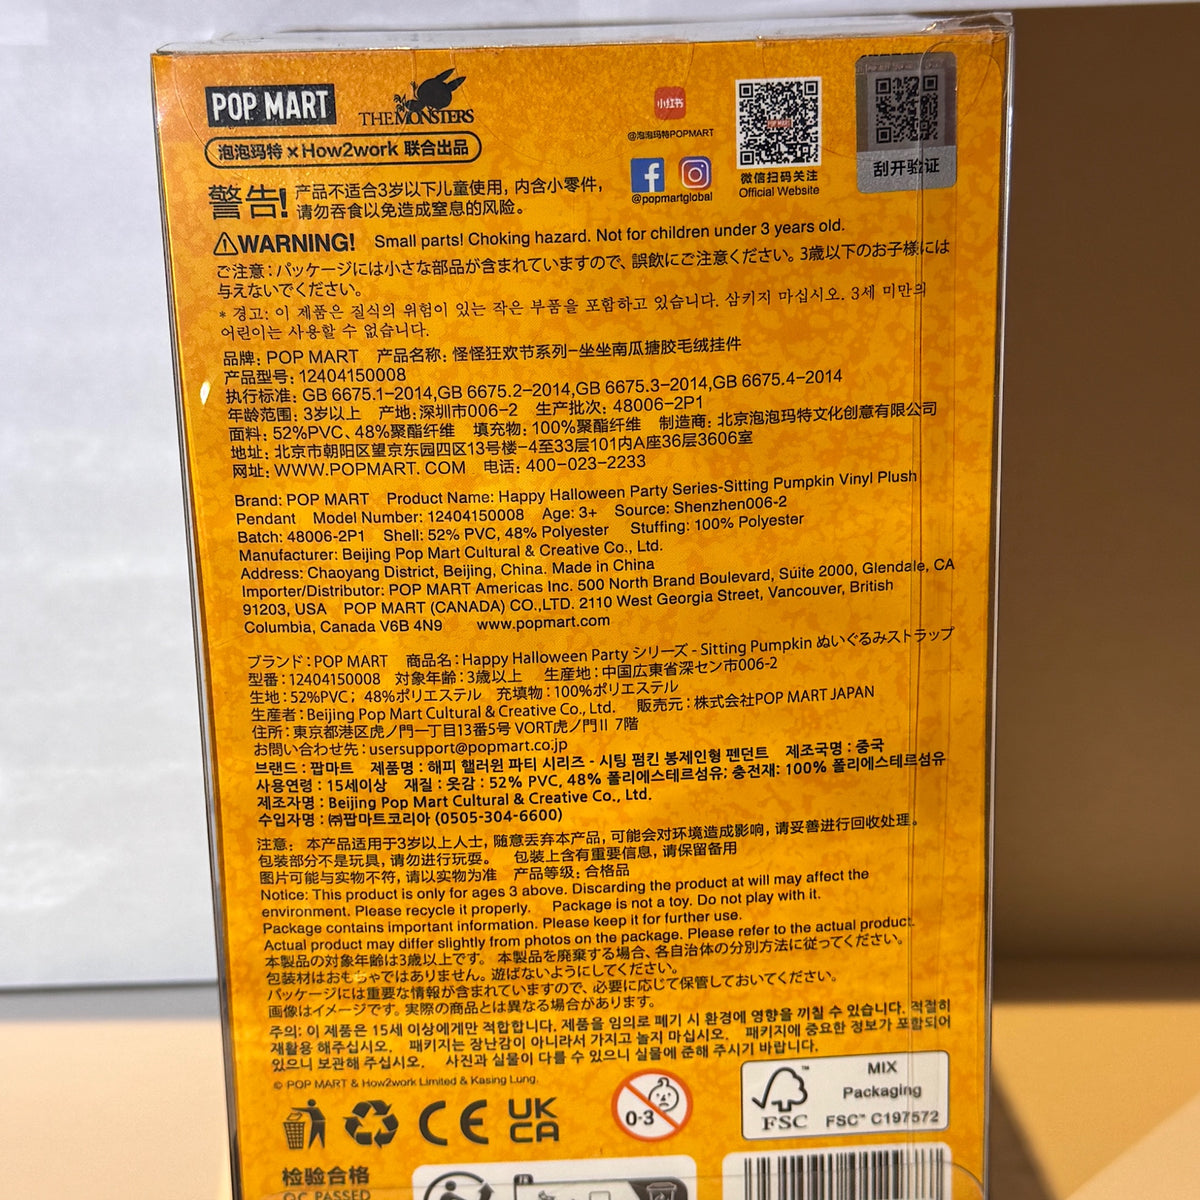 POP MART
THE MONSTERS
泡泡玛特 × How2work 联合出品
小红书
@泡泡玛特POPMART
@popmartglobal
POP MART
微信扫码关注
Official Website
刮开验证
警告! 产品不适合3岁以下儿童使用，内含小零件，
请勿吞食以免造成窒息的风险。
WARNING! Small parts! Choking hazard. Not for children under 3 years old.
ご注意：パッケージには小さな部品が含まれていますので、誤飲にご注意ください。3歳以下のお子様には
与えないでください。
* 경고: 이 제품은 질식의 위험이 있는 작은 부품을 포함하고 있습니다. 삼키지 마십시오. 3세 미만의
어린이는 사용할 수 없습니다.
品牌：POP MART 产品名称：怪怪狂欢节系列-坐坐南瓜搪胶毛绒挂件
产品型号：12404150008
执行标准：GB 6675.1-2014,GB 6675.2-2014,GB 6675.3-2014,GB 6675.4-2014
年龄范围：3岁以上 产地：深圳市006-2 生产批次：48006-2P1
面料：52%PVC、48%聚酯纤维 填充物：100%聚酯纤维 制造商：北京泡泡玛特文化创意有限公司
地址：北京市朝阳区望京东园四区13号楼-4至33层101内A座36层3606室
网址：WWW.POPMART. COM 电话：400-023-2233
Brand: POP MART Product Name: Happy Halloween Party Series-Sitting Pumpkin Vinyl Plush
Pendant Model Number: 12404150008 Age: 3+ Source: Shenzhen006-2
Batch: 48006-2P1 Shell: 52% PVC, 48% Polyester Stuffing: 100% Polyester
Manufacturer: Beijing Pop Mart Cultural & Creative Co., Ltd.
Address: Chaoyang District, Beijing, China. Made in China
Importer/Distributor: POP MART Americas Inc. 500 North Brand Boulevard, Suite 2000, Glendale, CA
91203, USA POP MART (CANADA) CO.,LTD. 2110 West Georgia Street, Vancouver, British
Columbia, Canada V6B 4N9 www.popmart.com
ブランド：POP MART 商品名：Happy Halloween Party シリーズ - Sitting Pumpkin ぬいぐるみストラップ
型番：12404150008 対象年齢：3歳以上 生産地：中国広東省深セン市006-2
生地：52%PVC；48%ポリエステル 充填物：100%ポリエステル
生産者：Beijing Pop Mart Cultural & Creative Co., Ltd. 販売元：株式会社POP MART JAPAN
住所：東京都港区虎ノ門一丁目13番5号 VORT虎ノ門Ⅱ 7階
お問い合わせ先：usersupport@popmart.co.jp
브랜드 : 팝마트 제품명 : 해피 핼러윈 파티 시리즈 - 시팅 펌킨 봉제인형 펜던트 제조국명 : 중국
사용연령 : 15세이상 재질 : 옷감 : 52% PVC, 48% 폴리에스테르섬유; 충전재: 100% 폴리에스테르섬유
제조자명 : Beijing Pop Mart Cultural & Creative Co., Ltd.
수입자명 : ㈜팝마트코리아 (0505-304-6600)
注意： 本产品适用于3岁以上人士，随意丢弃本产品，可能会对环境造成影响，请妥善进行回收处理。
包装部分不是玩具，请勿进行玩耍。 包装上含有重要信息，请保留备用
图片可能与实物不符，请以实物为准 产品等级：合格品
Notice: This product is only for ages 3 above. Discarding the product at will may affect the
environment. Please recycle it properly. Package is not a toy. Do not play with it.
Package contains important information. Please keep it for further use.
Actual product may differ slightly from photos on the package. Please refer to the actual product.
本製品の対象年齢は3歳以上です。 本製品を廃棄する場合、各自治体の分別方法に従ってください。
包装材はおもちゃではありません。遊ばないようにしてください。
パッケージには重要な情報が含まれていますので、必要に応じて保管しておいてください。
画像はイメージです。実際の商品とは異なる場合があります。
주의: 이 제품은 15세 이상에게만 적합합니다. 제품을 임의로 폐기 시 환경에 영향을 끼칠 수 있습니다. 적절히
재활용 해주십시오. 패키지는 장난감이 아니라서 가지고 놀지 마십시오. 패키지에 중요한 정보가 포함되어
있으니 보관해 주십시오. 사진과 실물이 다를 수 있으니 실물에 준해 주시기 바랍니다.
© POP MART & How2work Limited & Kasing Lung.
CE UK
CA
0-3
FSC
MIX
Packaging
FSC™ C197572
检验合格
QC PASSED
FR